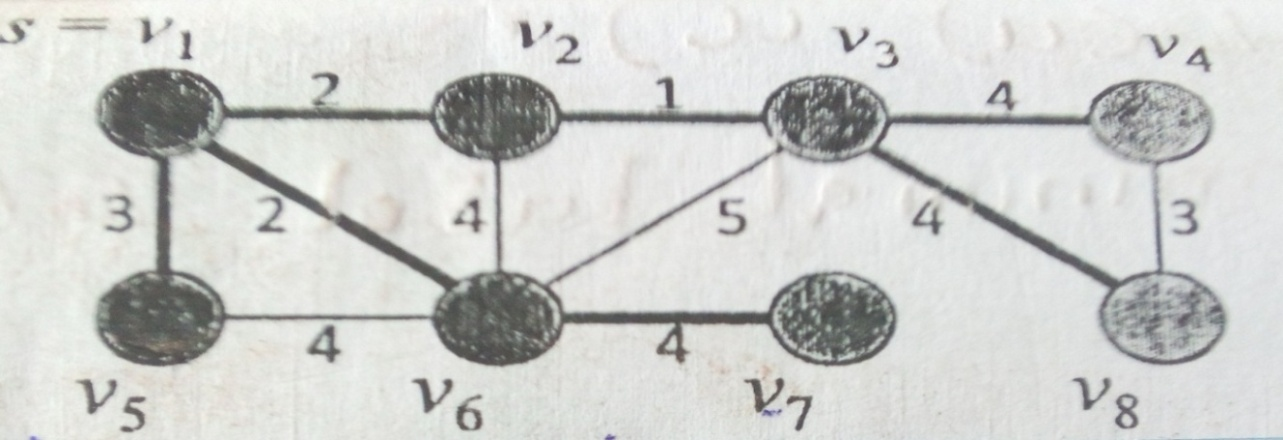 s = v₁ v₂ v₃ v₄
2 1 4
3 2 4 5 4 3
4 4
v₅ v₆ v₇ v₈